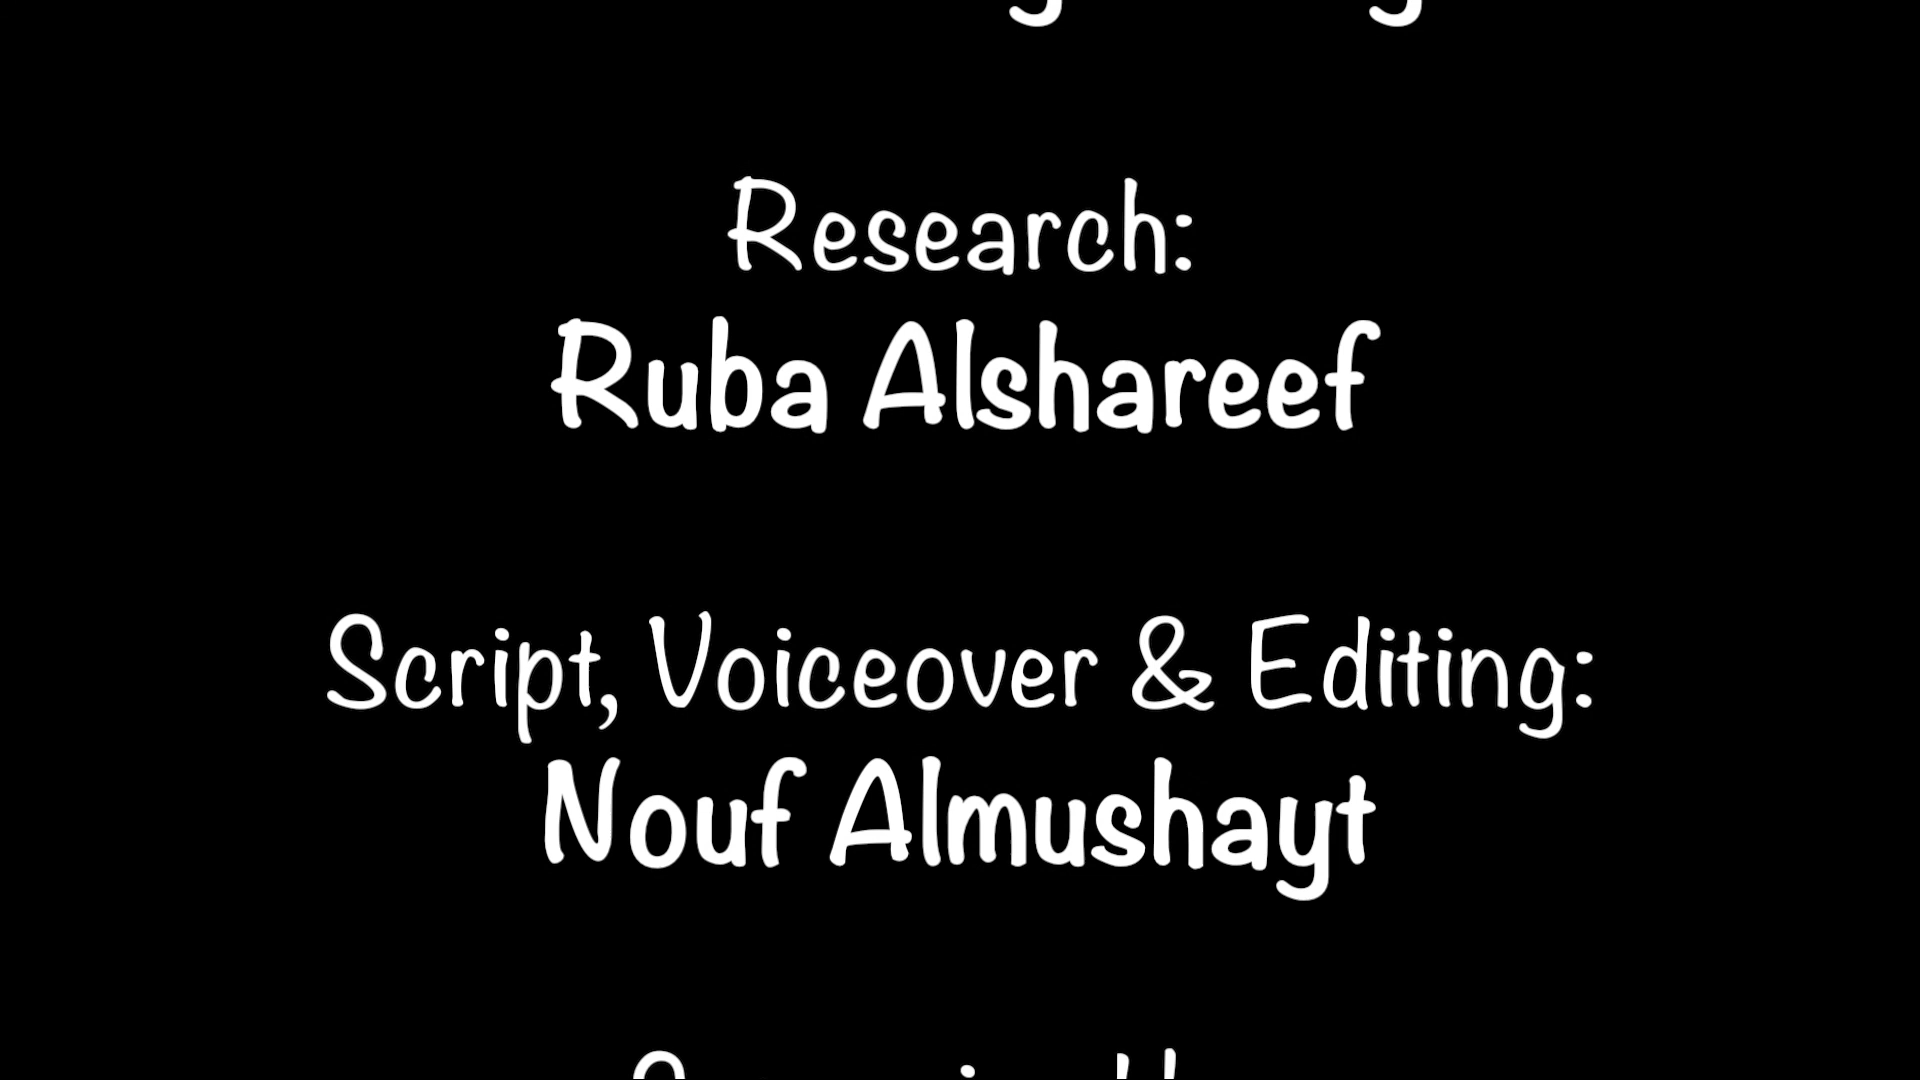 Research:
Ruba Alshareef
Script, Voiceover & Editing:
Nouf Almushayt